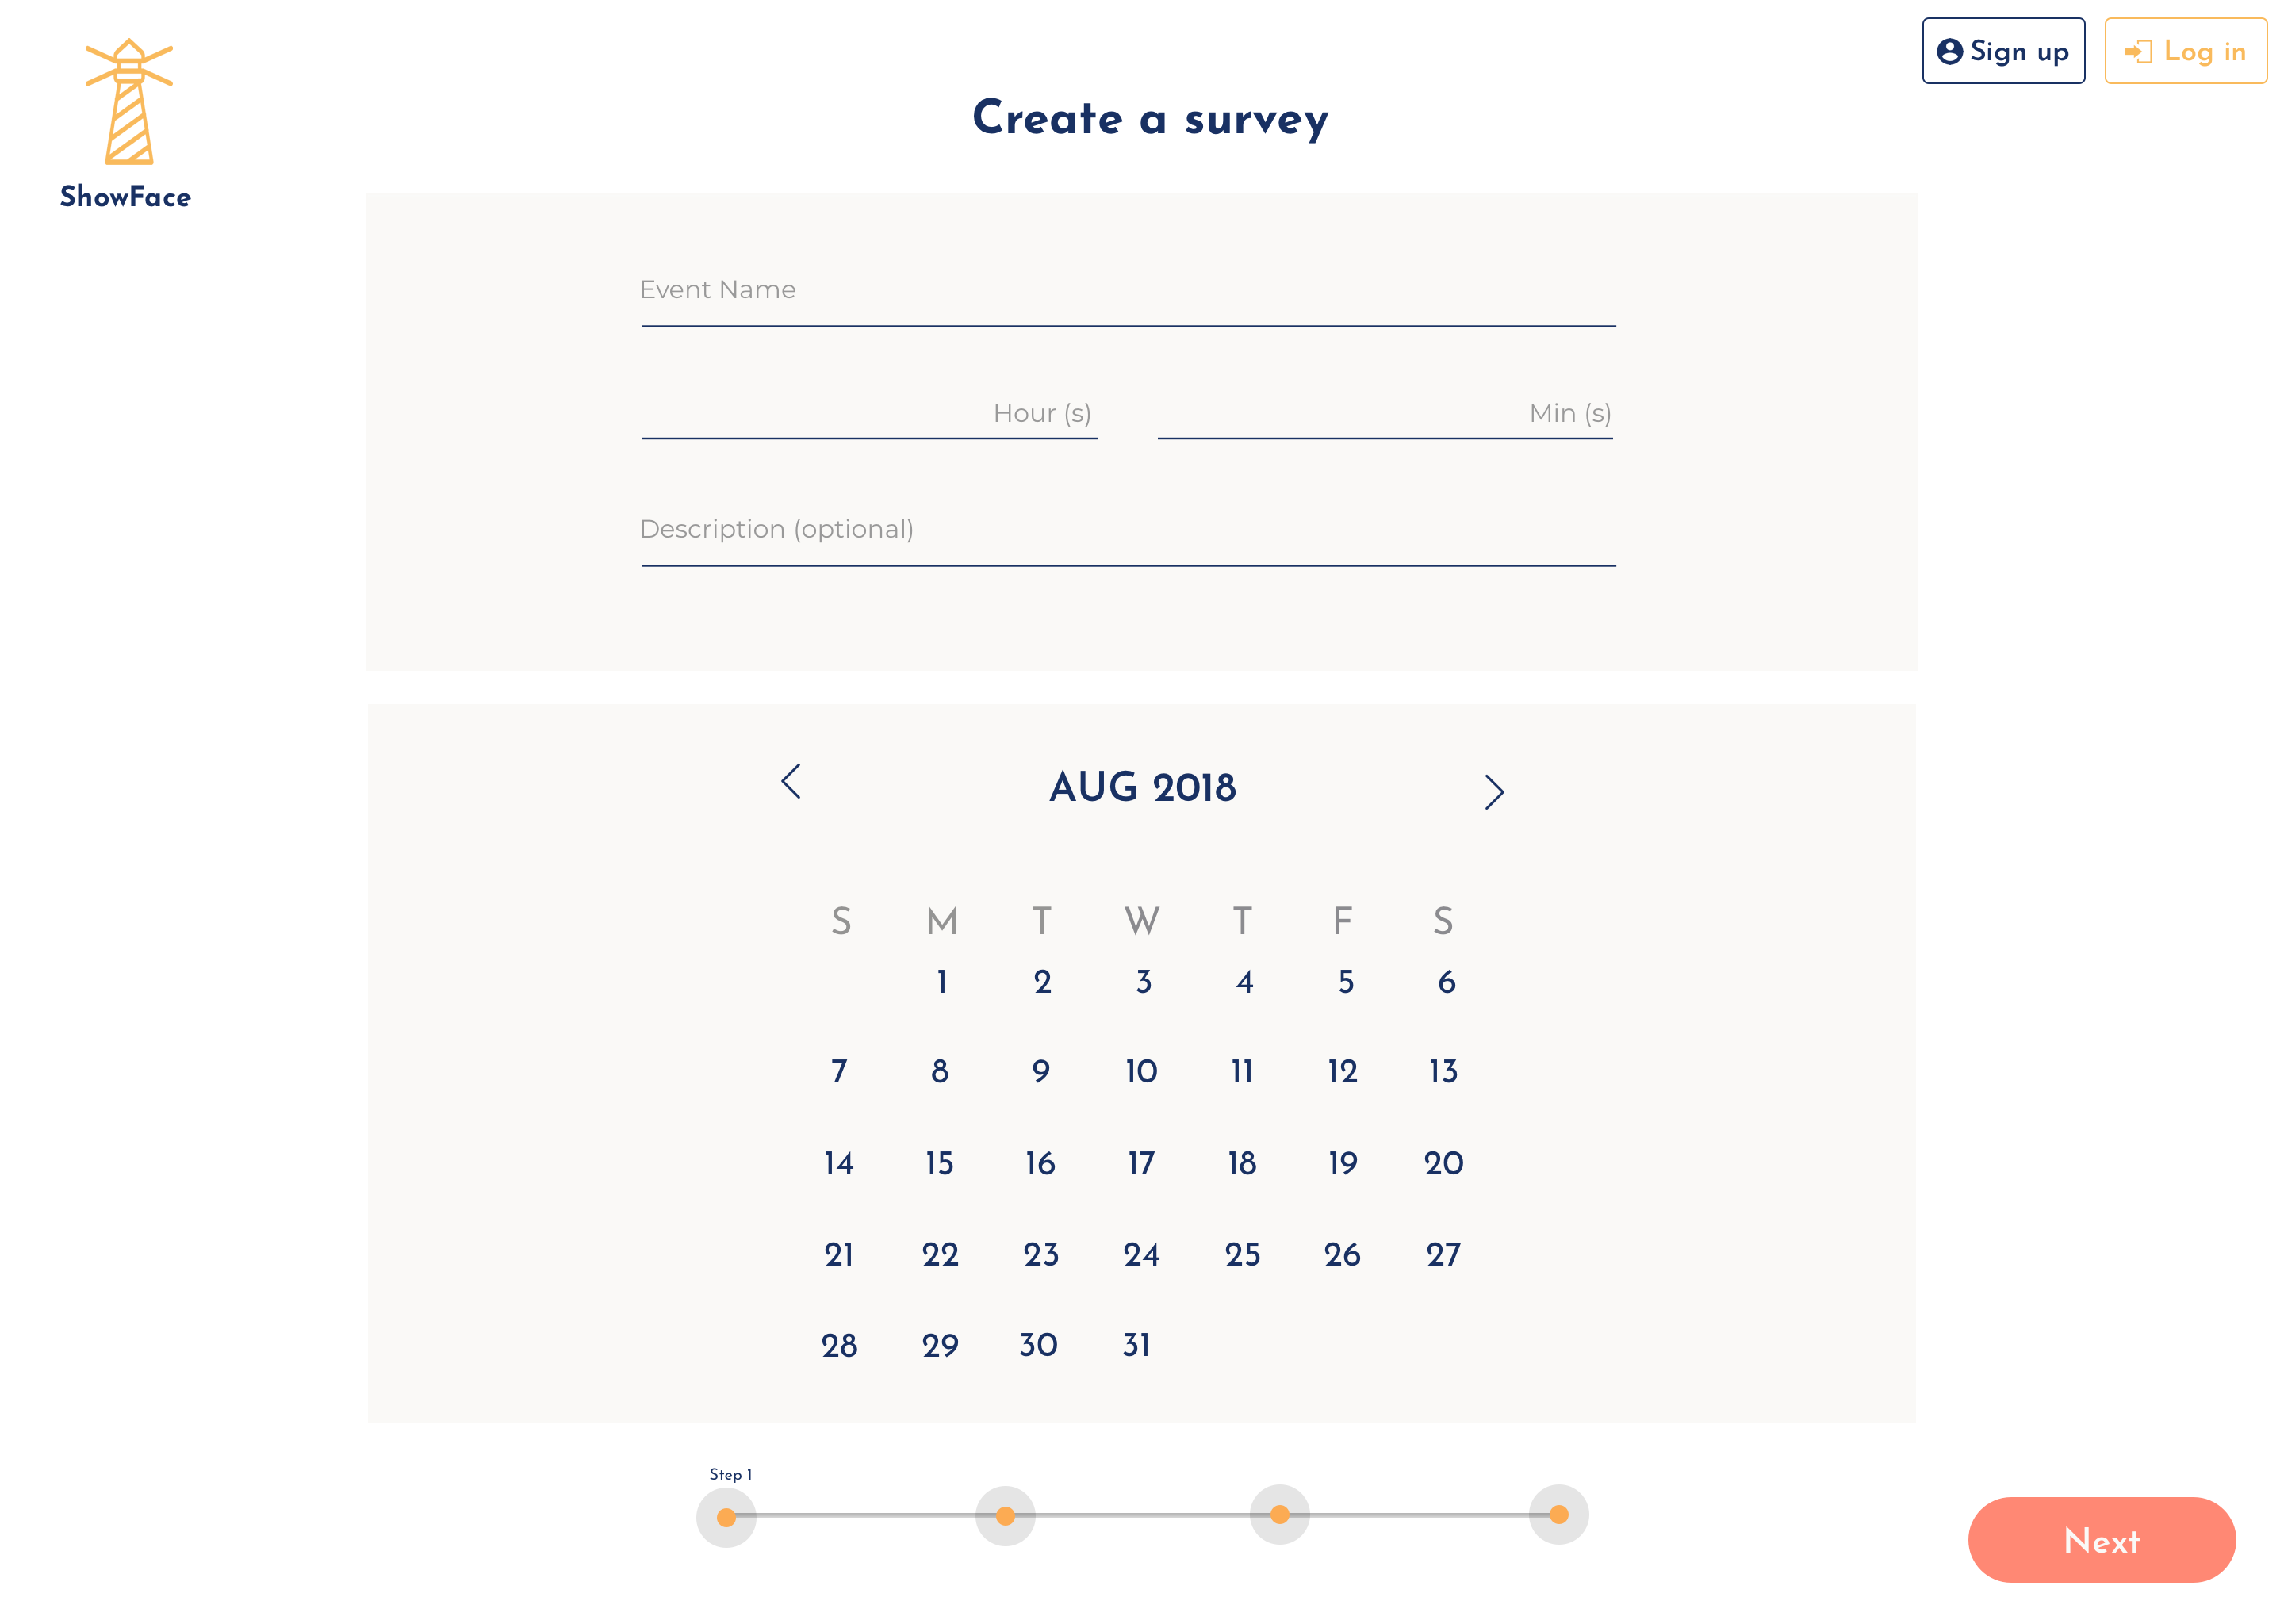 Sign up
Log in
Create a survey
ShowFace
Event Name
Hour (s)
Min (s)
Description (optional)
AUG 2018
S M T W T F S
1 2 3 4 5 6
7 8 9 10 11 12 13
14 15 16 17 18 19 20
21 22 23 24 25 26 27
28 29 30 31
Step 1
Next